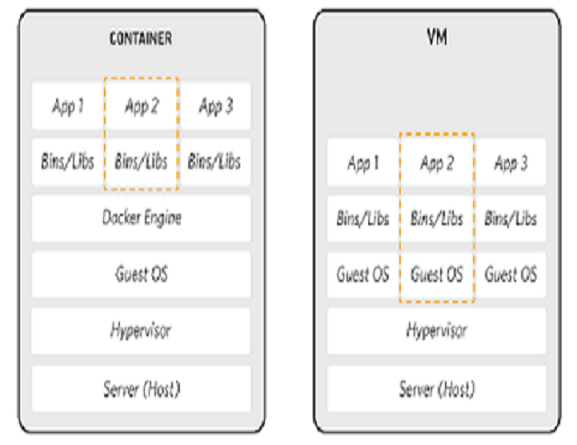 CONTAINER
App 1 App 2 App 3
Bins/Libs Bins/Libs Bins/Libs
Docker Engine
Guest OS
Hypervisor
Server (Host)
VM
App 1 App 2 App 3
Bins/Libs Bins/Libs Bins/Libs
Guest OS Guest OS Guest OS
Hypervisor
Server (Host)